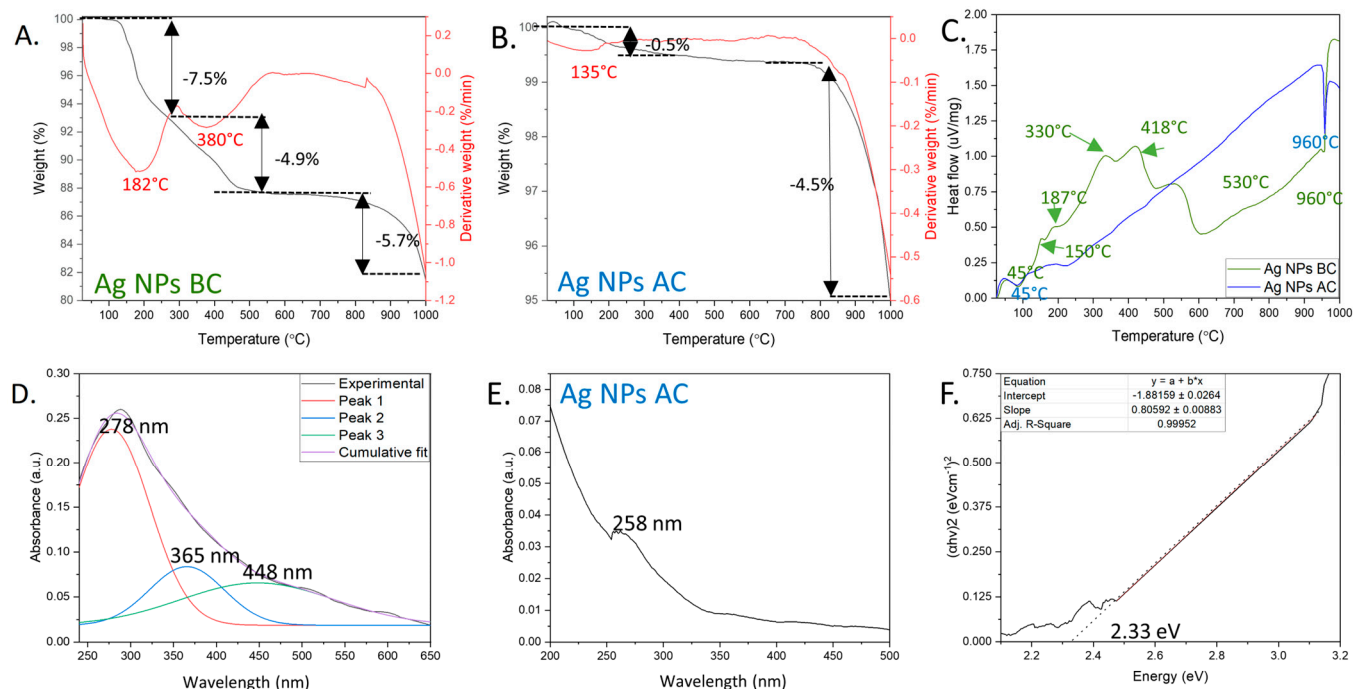 A.
100
98
96
94
92
90
88
86
84
82
80
Weight (%)
-7.5%
-4.9%
-5.7%
182°C
380°C
Ag NPs BC
0.2
0.0
-0.2
-0.4
-0.6
-0.8
-1.0
-1.2
Derivative weight (%/min)
100 200 300 400 500 600 700 800 900 1000
Temperature (°C)
B.
100
99
98
97
96
95
Weight (%)
-0.5%
135°C
-4.5%
Ag NPs AC
0.0
-0.1
-0.2
-0.3
-0.4
-0.5
-0.6
Derivative weight (%/min)
100 200 300 400 500 600 700 800 900 1000
Temperature (°C)
C.
2.00
1.75
1.50
1.25
1.00
0.75
0.50
0.25
0.00
Heat flow (uV/mg)
330°C
418°C
187°C
150°C
45°C
45°C
530°C
960°C
960°C
Ag NPs BC
Ag NPs AC
100 200 300 400 500 600 700 800 900 1000
Temperature (°C)
D.
0.30
0.25
0.20
0.15
0.10
0.05
0.00
Absorbance (a.u.)
278 nm
365 nm
448 nm
Experimental
Peak 1
Peak 2
Peak 3
Cumulative fit
250 300 350 400 450 500 550 600 650
Wavelength (nm)
E.
Ag NPs AC
0.08
0.07
0.06
0.05
0.04
0.03
0.02
0.01
0.00
Absorbance (a.u.)
258 nm
200 250 300 350 400 450 500
Wavelength (nm)
F.
Equation y = a + b*x
Intercept -1.88159 ± 0.0264
Slope 0.80592 ± 0.00883
Adj. R-Square 0.99952
0.750
0.625
0.500
0.375
0.250
0.125
0.000
(αhv)2 (eVcm⁻¹)²
2.33 eV
2.2 2.4 2.6 2.8 3.0 3.2
Energy (eV)